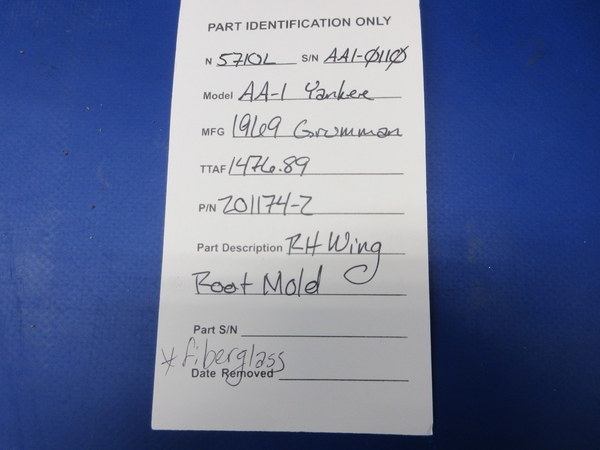 PART IDENTIFICATION ONLY
N 5710L S/N AA1-0110
Model AA-1 Yankee
MFG 1969 Grumman
TTAF 1476.89
P/N 201174-2
Part Description RH Wing
Root Mold
Part S/N
* fiberglass
Date Removed